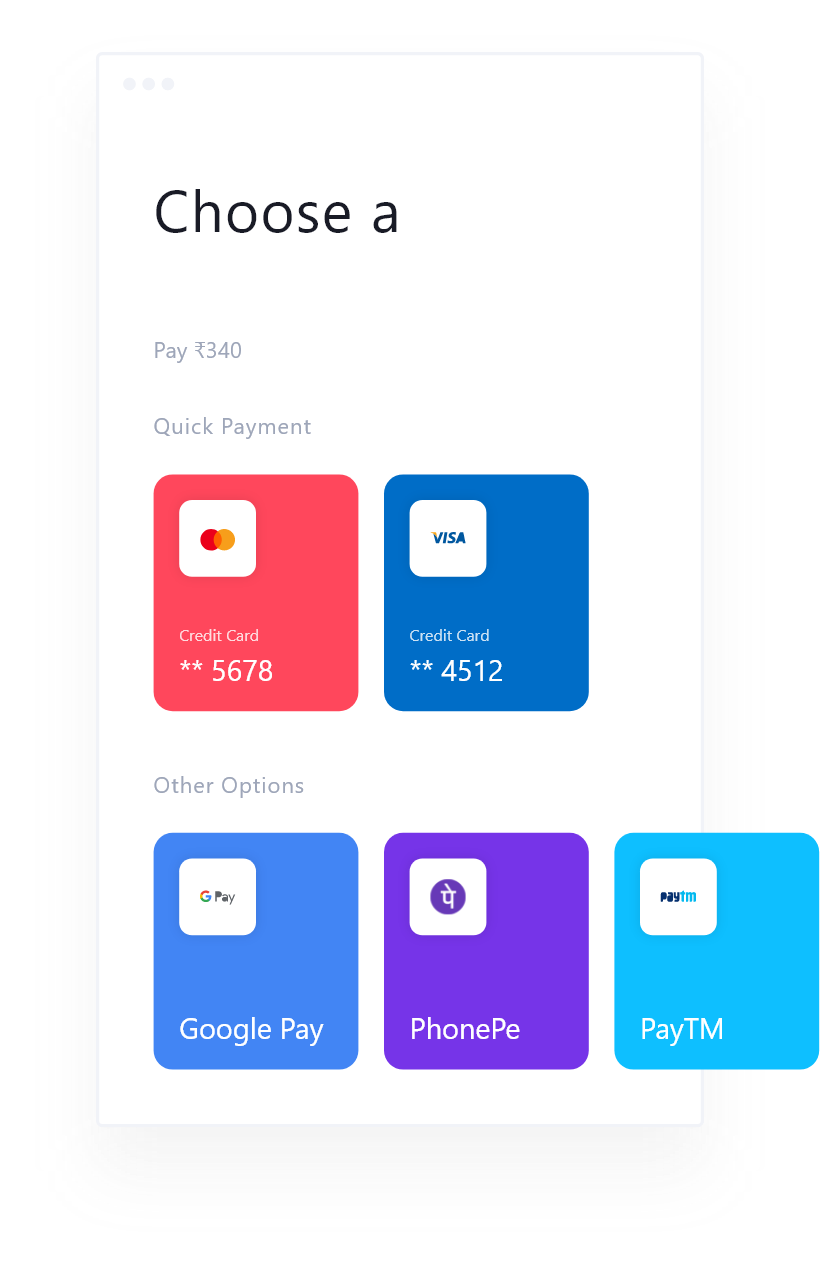 Choose a
Pay ₹340
Quick Payment
VISA
Credit Card
** 5678
Credit Card
** 4512
Other Options
G Pay
पे
paytm
Google Pay
PhonePe
PayTM